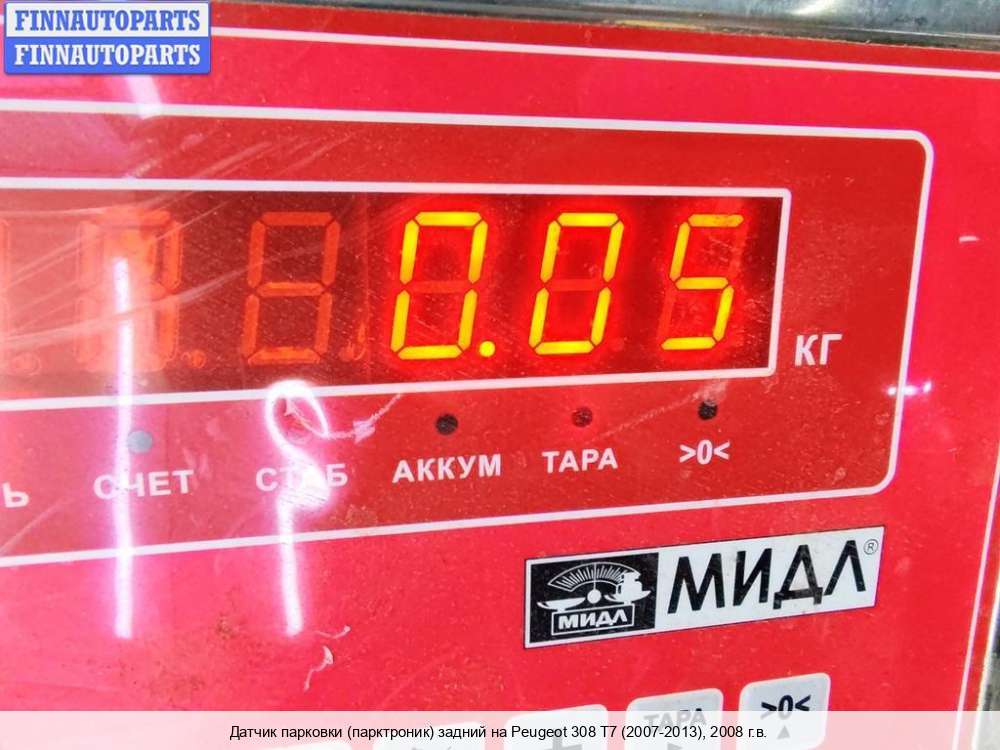 FINNAUTOPARTS
FINNAUTOPARTS
0.05
КГ
Ь СЧЕТ СТАБ АККУМ ТАРА >0<
МИДЛ МИДЛ®
ТАРА >0<
Датчик парковки (парктроник) задний на Peugeot 308 T7 (2007-2013), 2008 г.в.